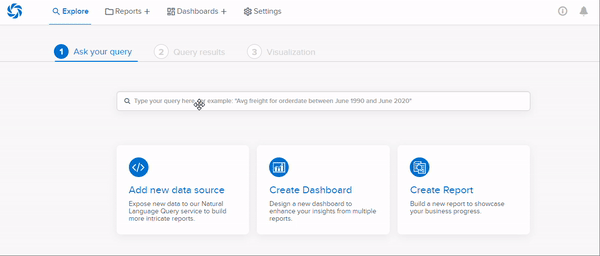 Explore Reports + Dashboards + Settings
1 Ask your query 2 Query results 3 Visualization
Type your query here, or example: "Avg freight for orderdate between June 1990 and June 2020"
Add new data source
Expose new data to our Natural
Language Query service to build
more intricate reports.
Create Dashboard
Design a new dashboard to
enhance your insights from multiple
reports.
Create Report
Build a new report to showcase
your business progress.